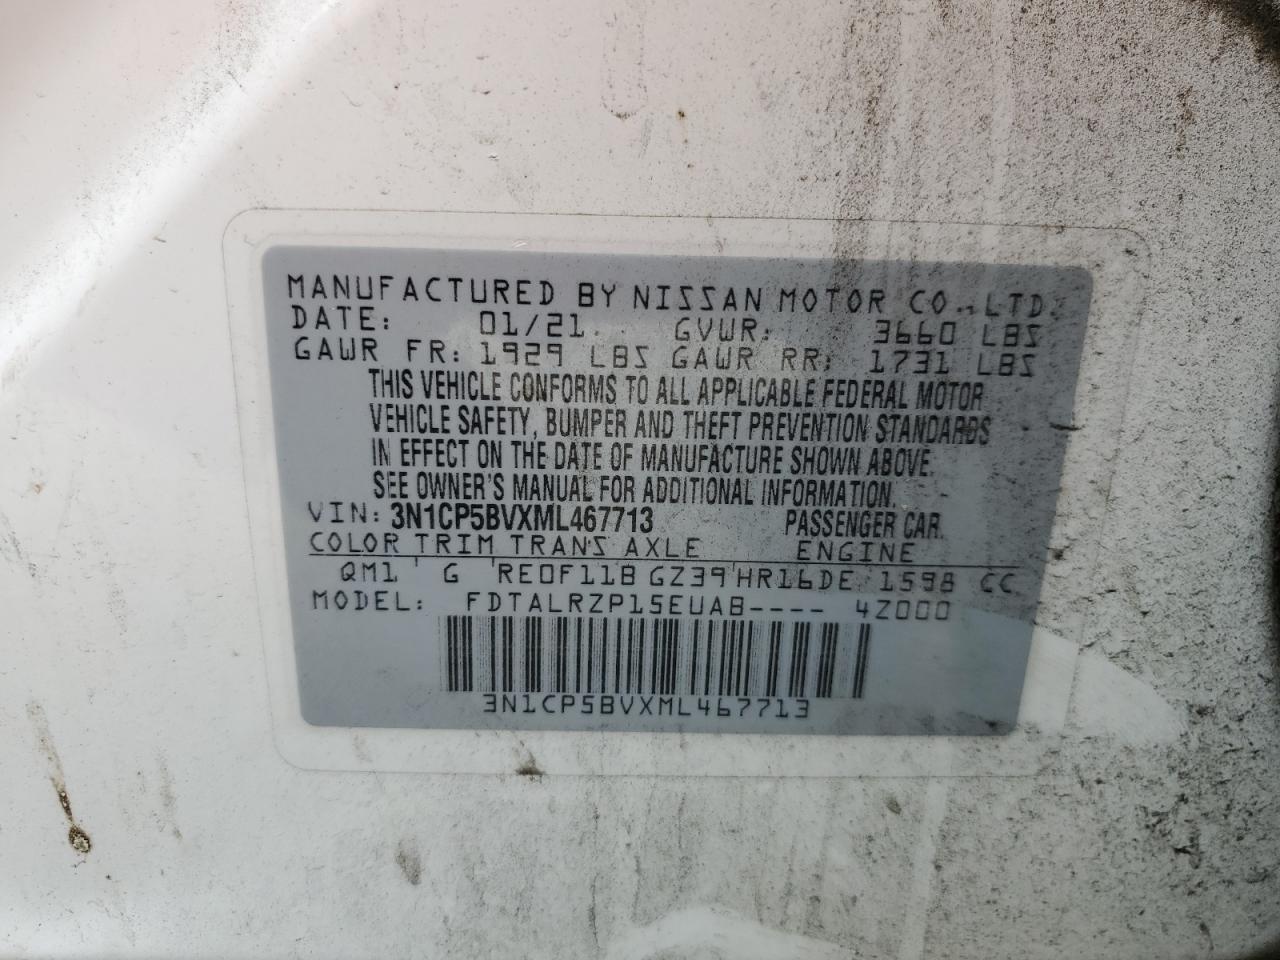 MANUFACTURED BY NISSAN MOTOR CO., LTD.
DATE: 01/21 GVWR: 3660 LBS
GAWR FR: 1929 LBS GAWR RR: 1731 LBS
THIS VEHICLE CONFORMS TO ALL APPLICABLE FEDERAL MOTOR
VEHICLE SAFETY, BUMPER AND THEFT PREVENTION STANDARDS
IN EFFECT ON THE DATE OF MANUFACTURE SHOWN ABOVE.
SEE OWNER'S MANUAL FOR ADDITIONAL INFORMATION.
VIN: 3N1CP5BVXML467713 PASSENGER CAR.
COLOR TRIM TRANS AXLE ENGINE
QM1 G RE0F11B GZ39 HR16DE 1598 CC
MODEL: FDTALRZP15EUAB---- 4Z000
3N1CP5BVXML467713